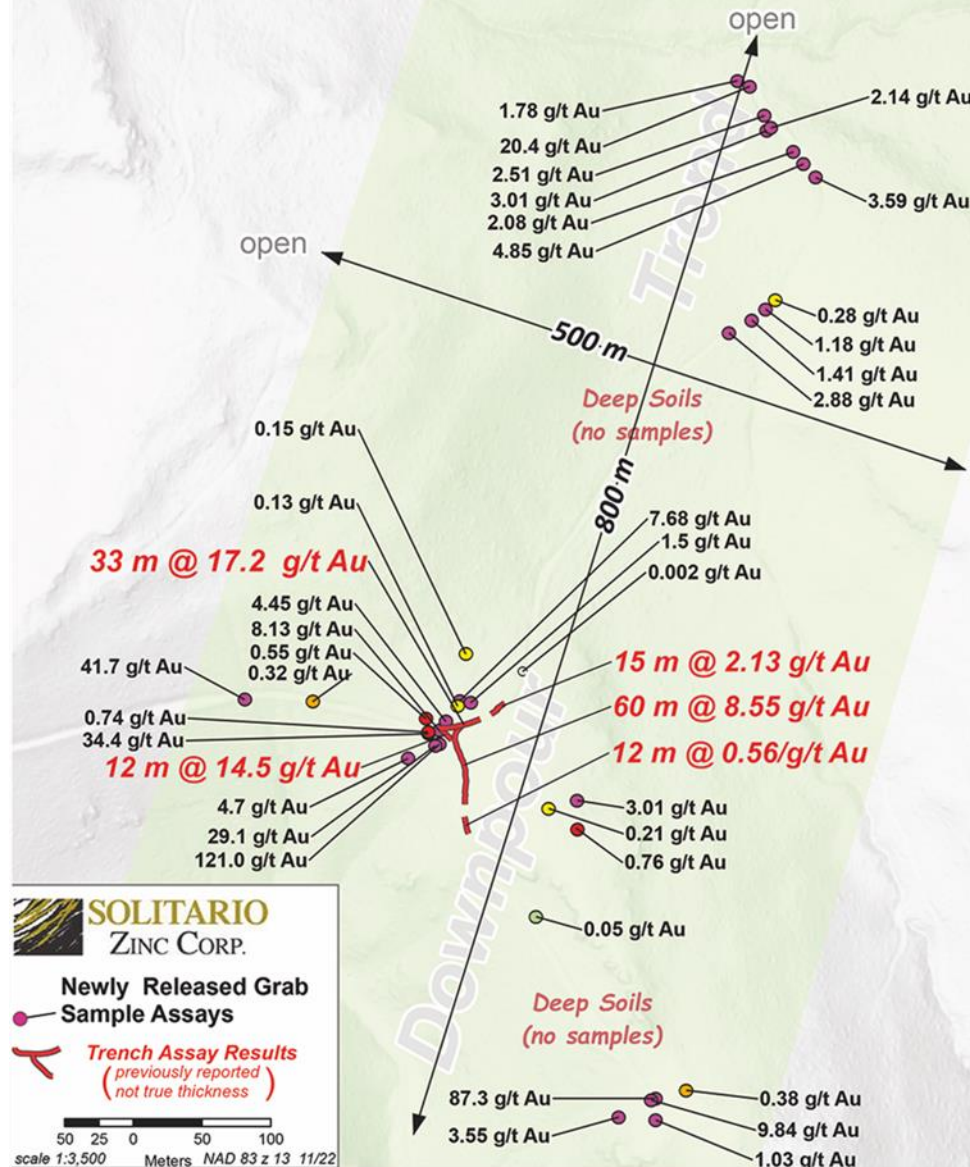 open
1.78 g/t Au
2.14 g/t Au
20.4 g/t Au
2.51 g/t Au
3.01 g/t Au
3.59 g/t Au
2.08 g/t Au
4.85 g/t Au
Trend
open
500 m
0.28 g/t Au
1.18 g/t Au
1.41 g/t Au
2.88 g/t Au
Deep Soils
(no samples)
0.15 g/t Au
800 m
0.13 g/t Au
7.68 g/t Au
1.5 g/t Au
0.002 g/t Au
33 m @ 17.2 g/t Au
4.45 g/t Au
8.13 g/t Au
0.55 g/t Au
0.32 g/t Au
41.7 g/t Au
15 m @ 2.13 g/t Au
60 m @ 8.55 g/t Au
12 m @ 0.56/g/t Au
0.74 g/t Au
34.4 g/t Au
12 m @ 14.5 g/t Au
4.7 g/t Au
29.1 g/t Au
121.0 g/t Au
3.01 g/t Au
0.21 g/t Au
0.76 g/t Au
Downpour
0.05 g/t Au
Deep Soils
(no samples)
87.3 g/t Au
0.38 g/t Au
3.55 g/t Au
9.84 g/t Au
1.03 g/t Au
SOLITARIO
ZINC CORP.
Newly Released Grab
Sample Assays
Trench Assay Results
(previously reported
not true thickness)
50 25 0 50 100
scale 1:3,500 Meters NAD 83 z 13 11/22